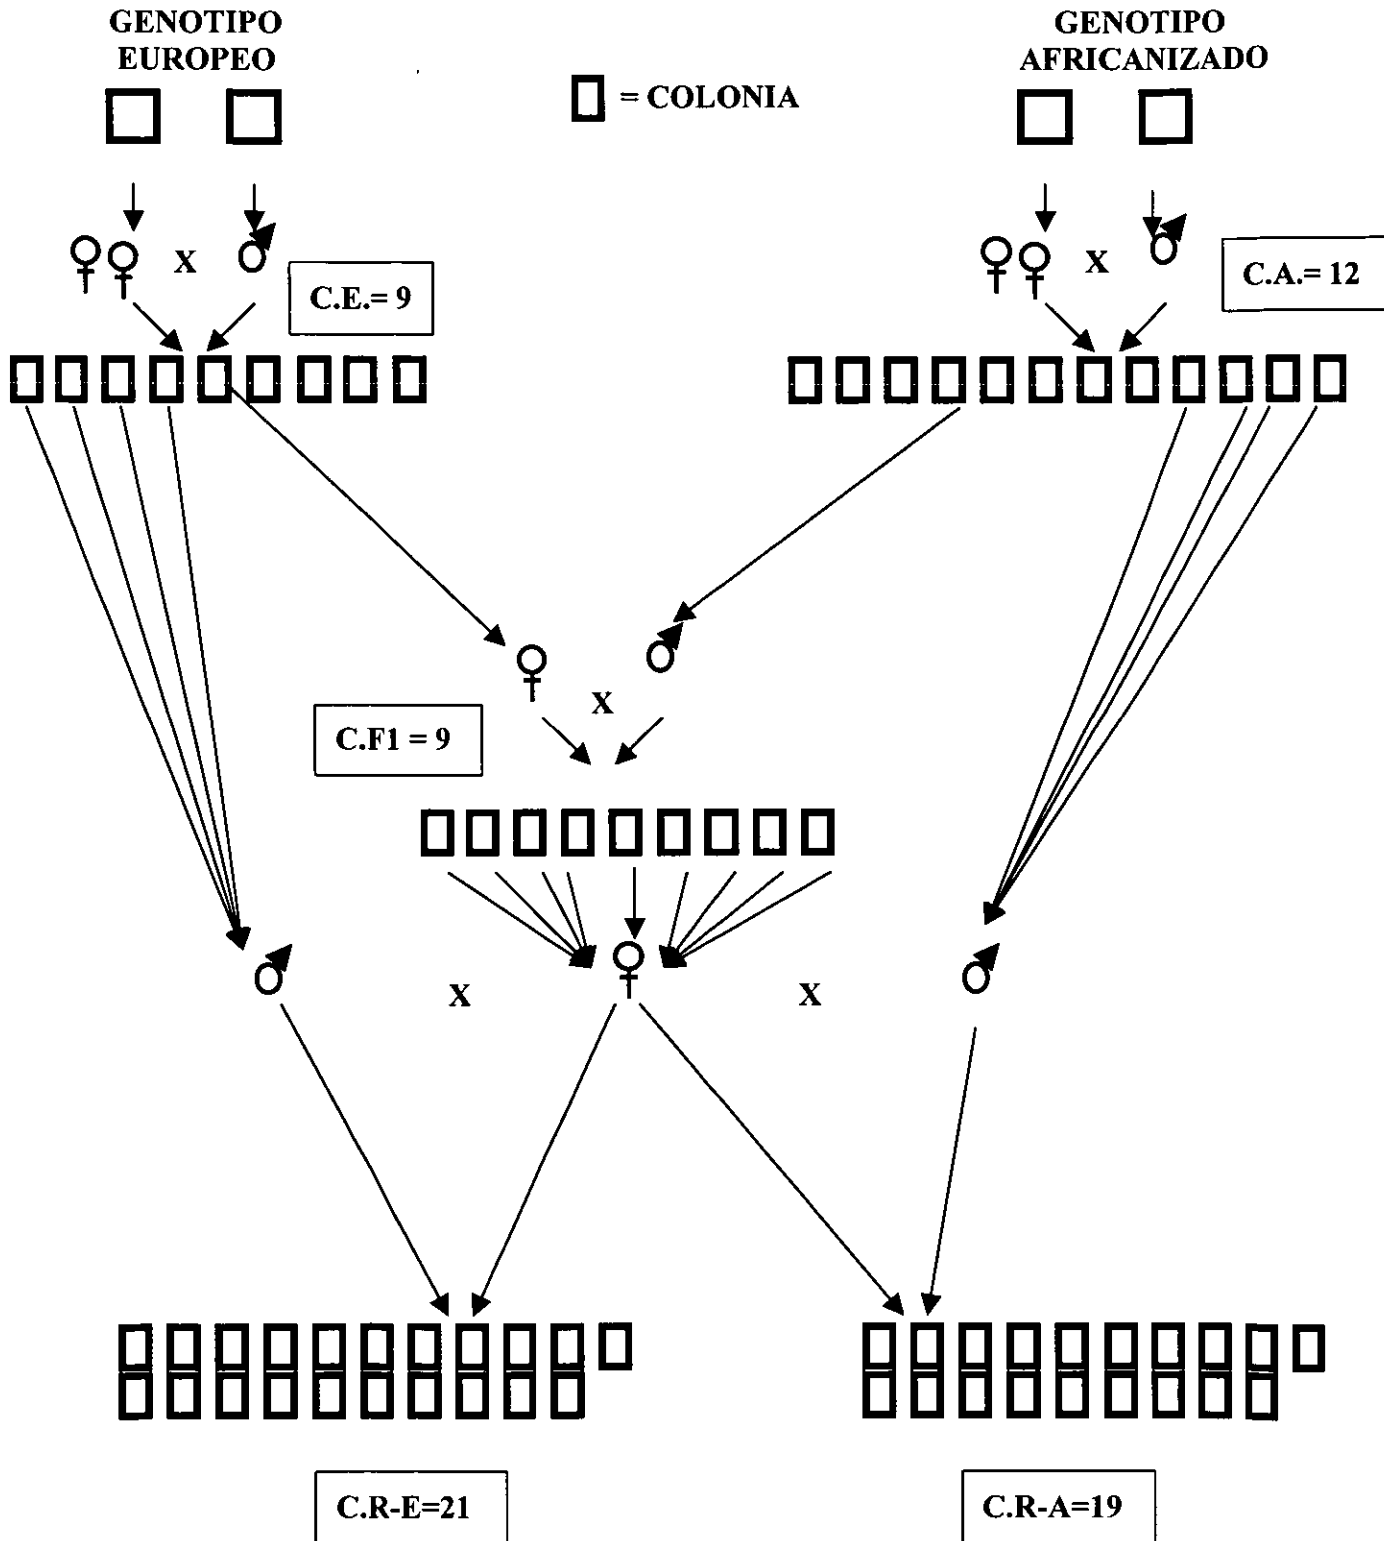 GENOTIPO
EUROPEO
= COLONIA
GENOTIPO
AFRICANIZADO
X
C.E.= 9
X
C.A.= 12
X
C.F1 = 9
X
X
C.R-E=21
C.R-A=19